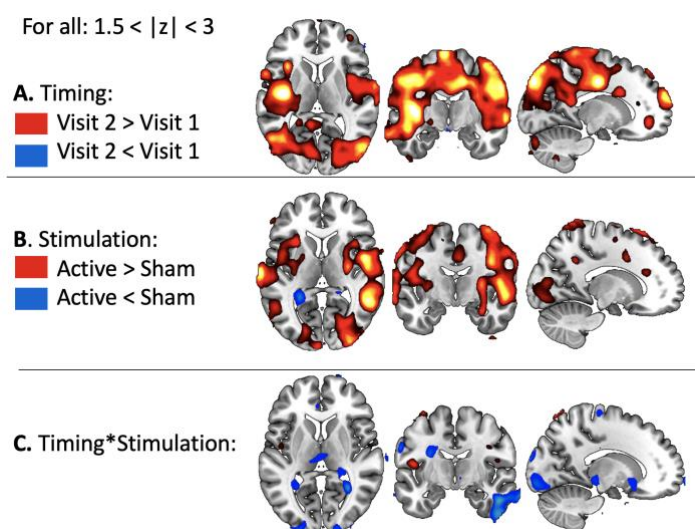 For all: 1.5 < |z| < 3
A. Timing:
Visit 2 > Visit 1
Visit 2 < Visit 1
B. Stimulation:
Active > Sham
Active < Sham
C. Timing*Stimulation: